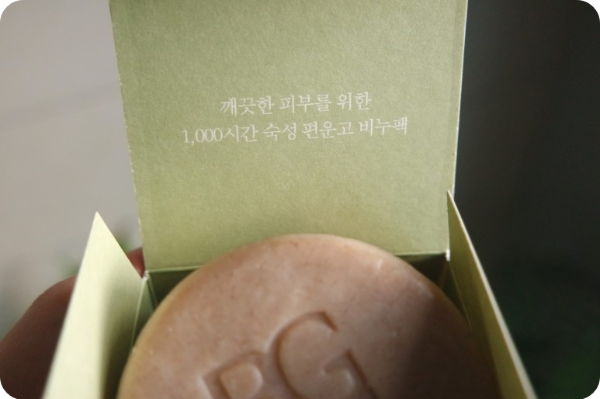 깨끗한 피부를 위한
1,000시간 숙성 편운고 비누팩